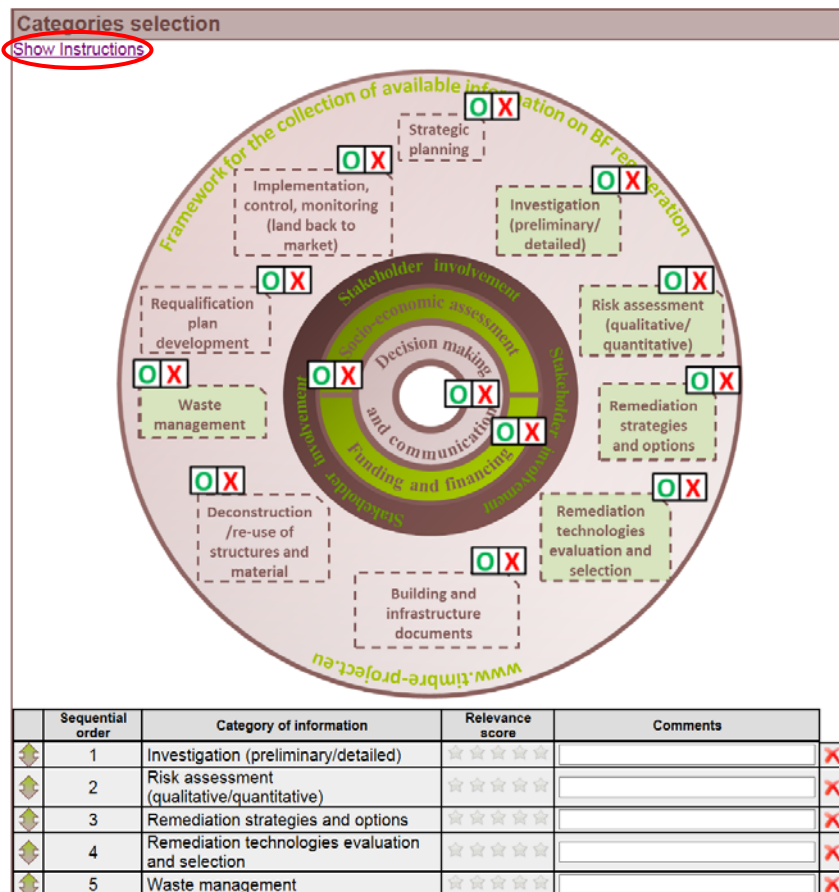 Categories selection
Show Instructions
Framework for the collection of available information on BF regeneration
O X
Strategic
planning
O X
Implementation,
control, monitoring
(land back to
market)
O X
Investigation
(preliminary/
detailed)
O X
Requalification
plan
development
O X
Risk assessment
(qualitative/
quantitative)
O X
Waste
management
O X
Remediation
strategies
and options
O X
Deconstruction
/re-use of
structures and
material
O X
Remediation
technologies
evaluation and
selection
O X
Building and
infrastructure
documents
Stakeholder involvement
Stakeholder involvement
Stakeholder involvement
Socio-economic assessment
O X
Decision making
and communication
O X
Funding and financing
O X
www.timbre-project.eu
Sequential order Category of information Relevance score Comments
1 Investigation (preliminary/detailed) X
2 Risk assessment
(qualitative/quantitative) X
3 Remediation strategies and options X
4 Remediation technologies evaluation
and selection X
5 Waste management X